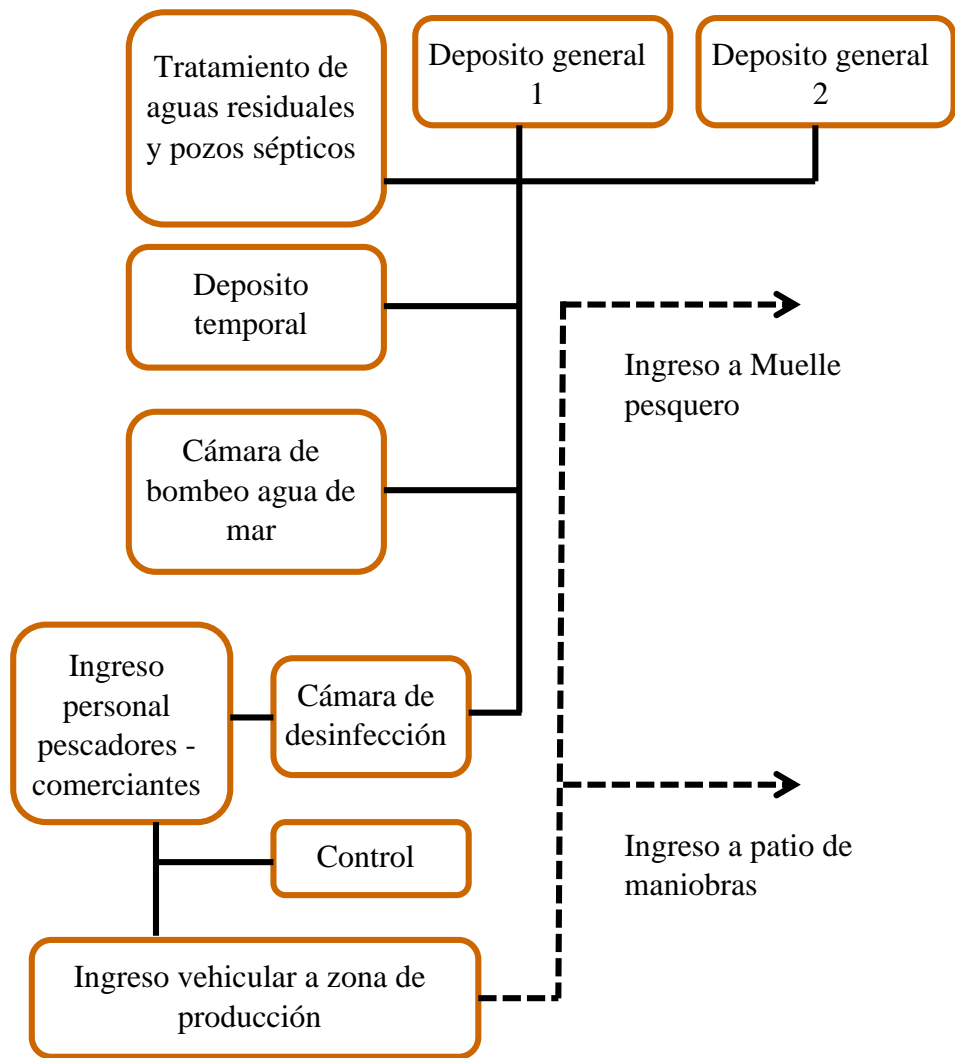 Tratamiento de
aguas residuales
y pozos sépticos
Deposito general
1
Deposito general
2
Deposito
temporal
Ingreso a Muelle
pesquero
Cámara de
bombeo agua de
mar
Ingreso
personal
pescadores -
comerciantes
Cámara de
desinfección
Control
Ingreso a patio de
maniobras
Ingreso vehicular a zona de
producción